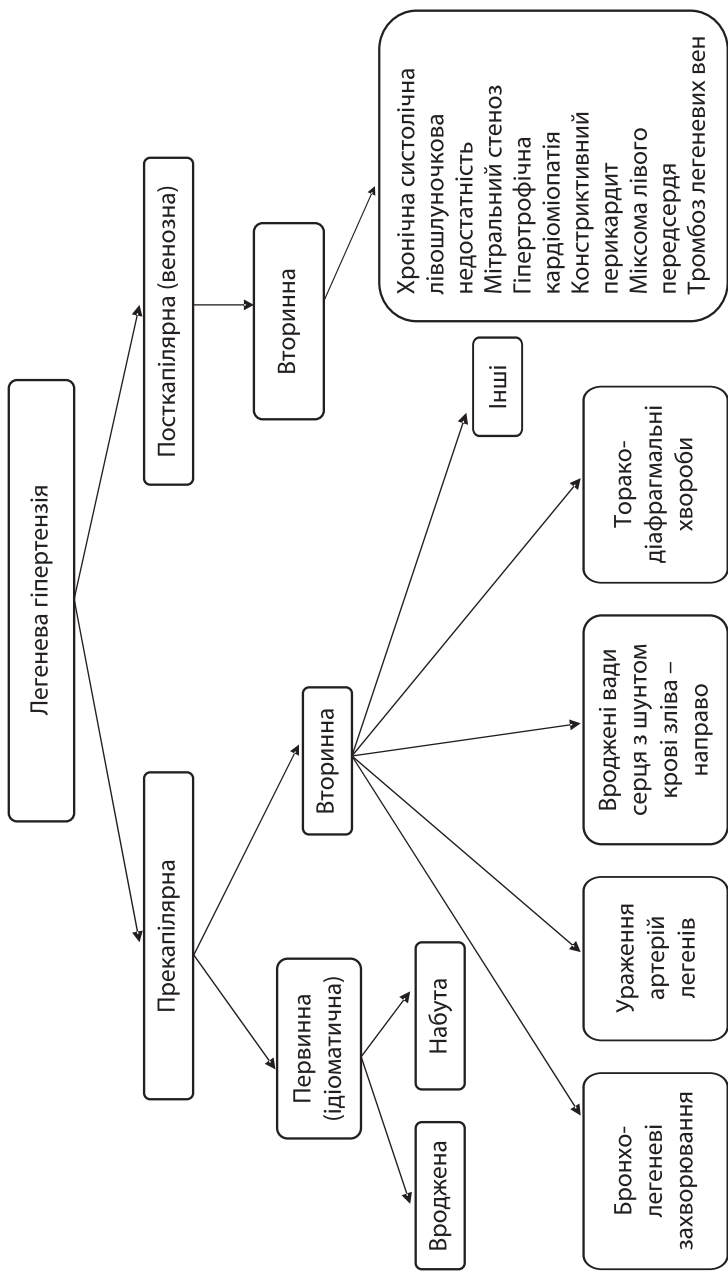 Легенева гіпертензія
Прекапілярна
Посткапілярна (венозна)
Первинна
(ідіоматична)
Вторинна
Вторинна
Вроджена
Набута
Інші
Хронічна систолічна
лівошлуночкова
недостатність
Мітральний стеноз
Гіпертрофічна
кардіоміопатія
Констриктивний
перикардит
Міксома лівого
передсердя
Тромбоз легеневих вен
Бронхо-
легеневі
захворювання
Ураження
артерій
легенів
Вроджені вади
серця з шунтом
крові зліва –
направо
Торако-
діафрагмальні
хвороби